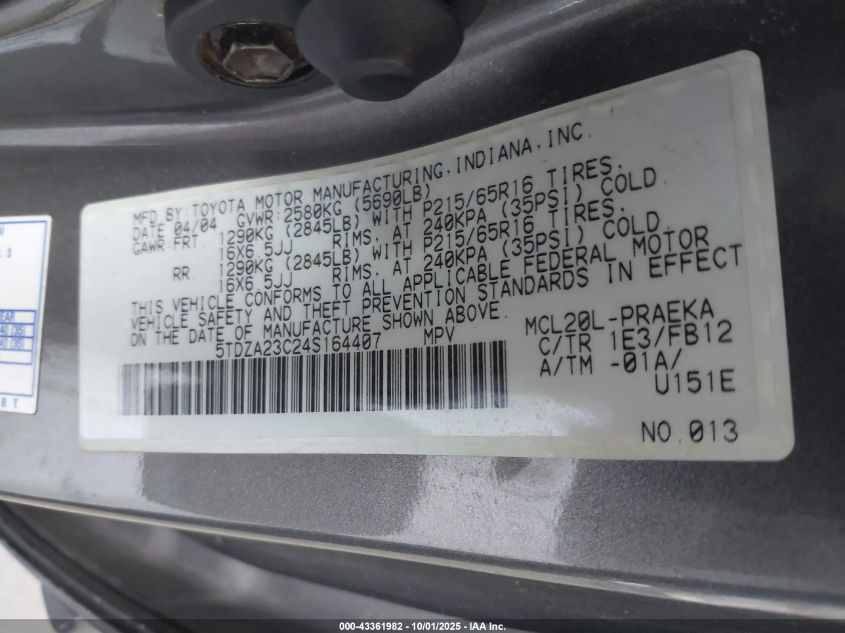 MFD.BY:TOYOTA MOTOR MANUFACTURING,INDIANA,INC.
DATE 04/04 GVWR:2580KG (5690LB)
GAWR:FRT 1290KG (2845LB) WITH P215/65R16 TIRES.
16X6.5JJ RIMS, AT 240KPA (35PSI) COLD
RR 1290KG (2845LB) WITH P215/65R16 TIRES.
16X6.5JJ RIMS, AT 240KPA (35PSI) COLD.
THIS VEHICLE CONFORMS TO ALL APPLICABLE FEDERAL MOTOR
VEHICLE SAFETY AND THEFT PREVENTION STANDARDS IN EFFECT
ON THE DATE OF MANUFACTURE SHOWN ABOVE.
5TDZA23C24S164407 MPV
MCL20L-PRAEKA
C/TR 1E3/FB12
A/TM -01A/
U151E
NO.013
000-43361982 - 10/01/2025 - IAA Inc.